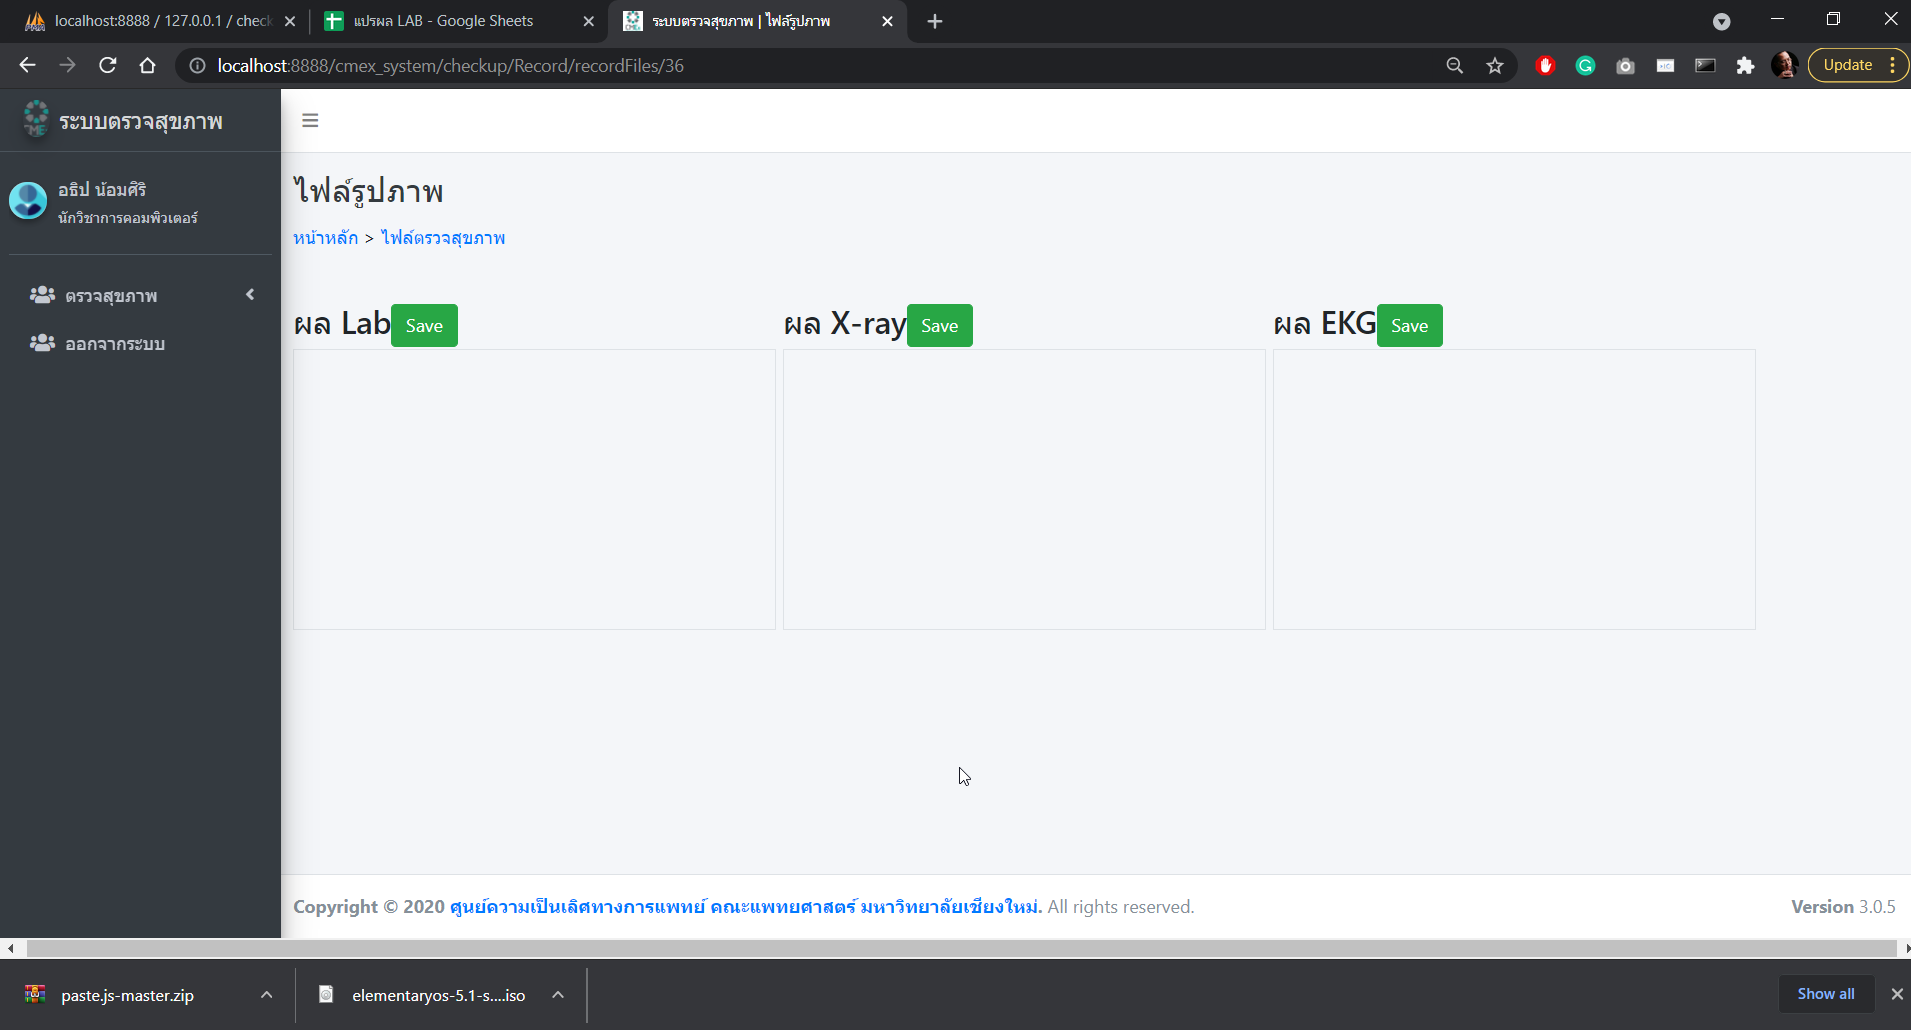 localhost:8888 / 127.0.0.1 / check
แปรผล LAB - Google Sheets
ระบบตรวจสุขภาพ | ไฟล์รูปภาพ
localhost:8888/cmex_system/checkup/Record/recordFiles/36
Update
ระบบตรวจสุขภาพ
อธิป น้อมศิริ
นักวิชาการคอมพิวเตอร์
ตรวจสุขภาพ
ออกจากระบบ
ไฟล์รูปภาพ
หน้าหลัก > ไฟล์ตรวจสุขภาพ
ผล Lab Save
ผล X-ray Save
ผล EKG Save
Copyright © 2020 ศูนย์ความเป็นเลิศทางการแพทย์ คณะแพทยศาสตร์ มหาวิทยาลัยเชียงใหม่. All rights reserved.
Version 3.0.5
paste.js-master.zip
elementaryos-5.1-s....iso
Show all